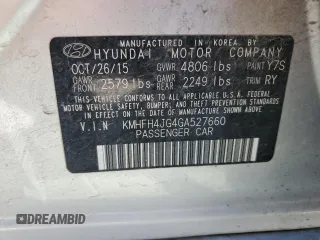 MANUFACTURED IN KOREA BY
HYUNDAI MOTOR COMPANY
OCT/26/15 GVWR 4806 lbs PAINT Y7S
GAWR FRONT 2579 lbs GAWR REAR 2249 lbs TRIM RY
THIS VEHICLE CONFORMS TO ALL APPLICABLE FEDERAL
MOTOR VEHICLE SAFETY, BUMPER, AND THEFT PREVENTION
STANDARDS IN EFFECT ON THE DATE OF MANUFACTURE
SHOWN ABOVE.
V.I.N KMHFH4JG4GA527660
PASSENGER CAR
DREAMBID